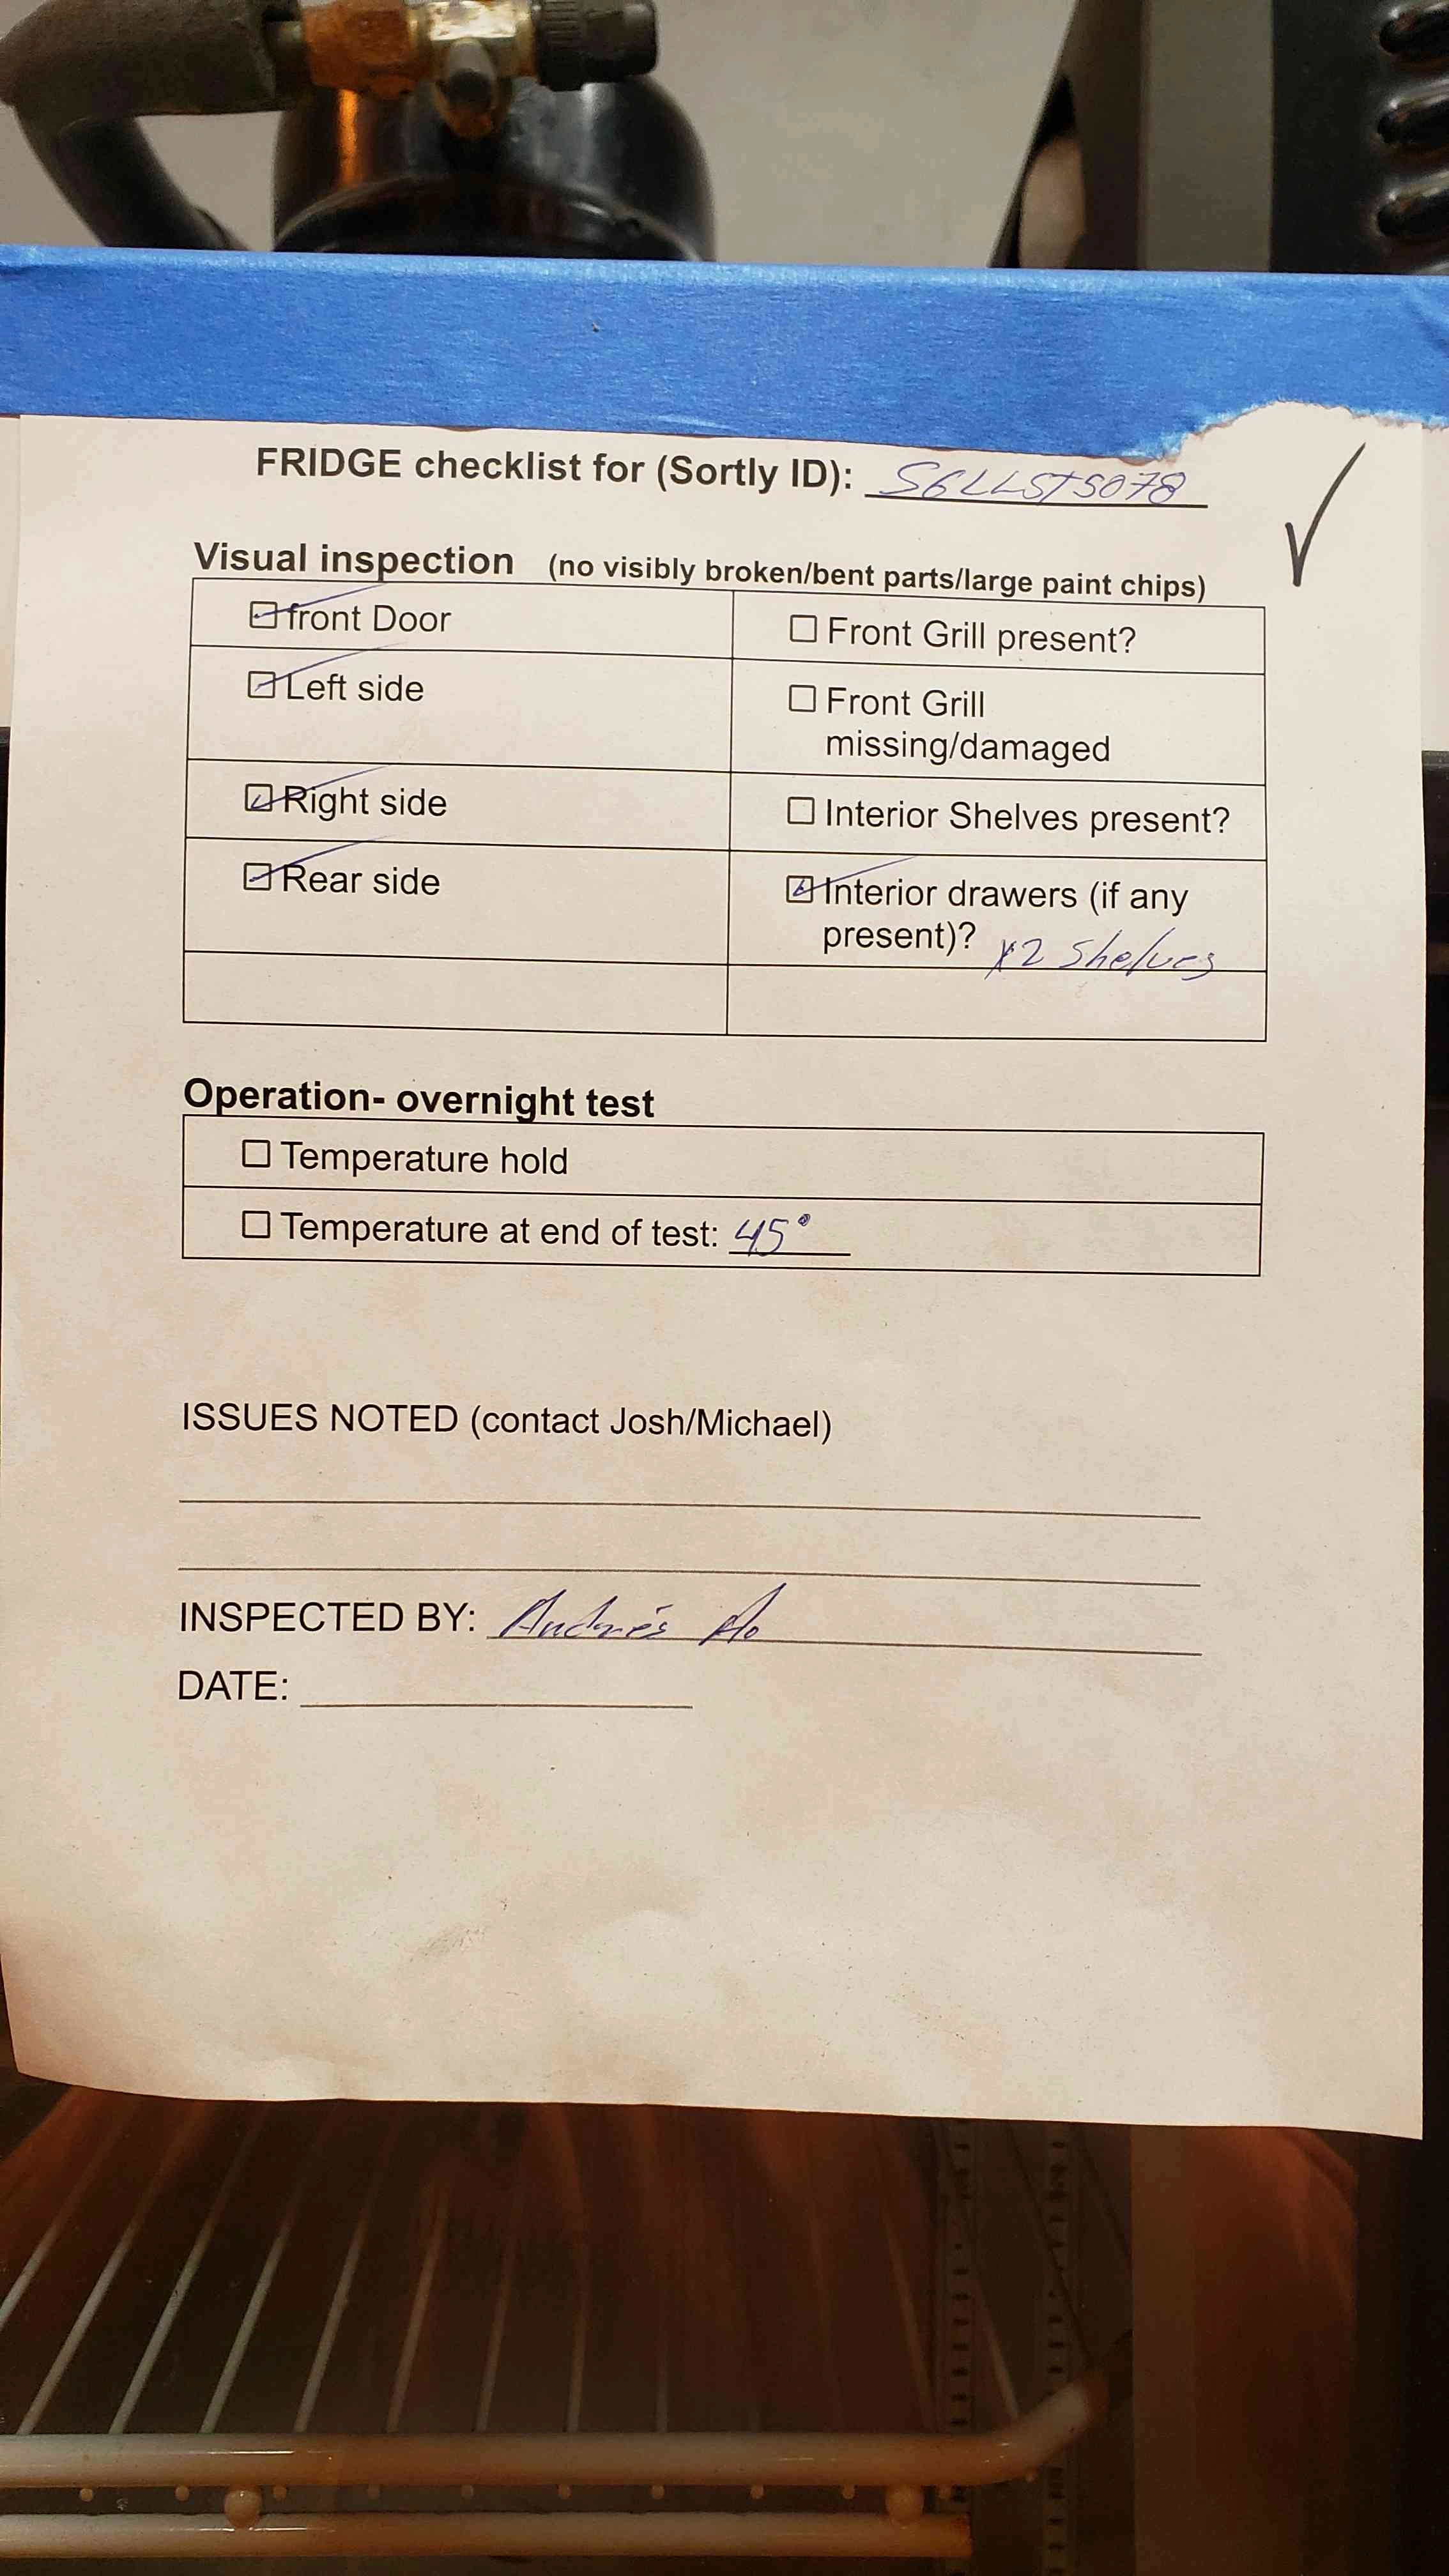 FRIDGE checklist for (Sortly ID): S6LLST5078
Visual inspection (no visibly broken/bent parts/large paint chips)
☑ front Door
☐ Front Grill present?
☑ Left side
☐ Front Grill
missing/damaged
☑ Right side
☐ Interior Shelves present?
☑ Rear side
☑ Interior drawers (if any
present)? x2 Shelves
Operation- overnight test
☐ Temperature hold
☐ Temperature at end of test: 45°
ISSUES NOTED (contact Josh/Michael)
INSPECTED BY: Andrés
DATE: